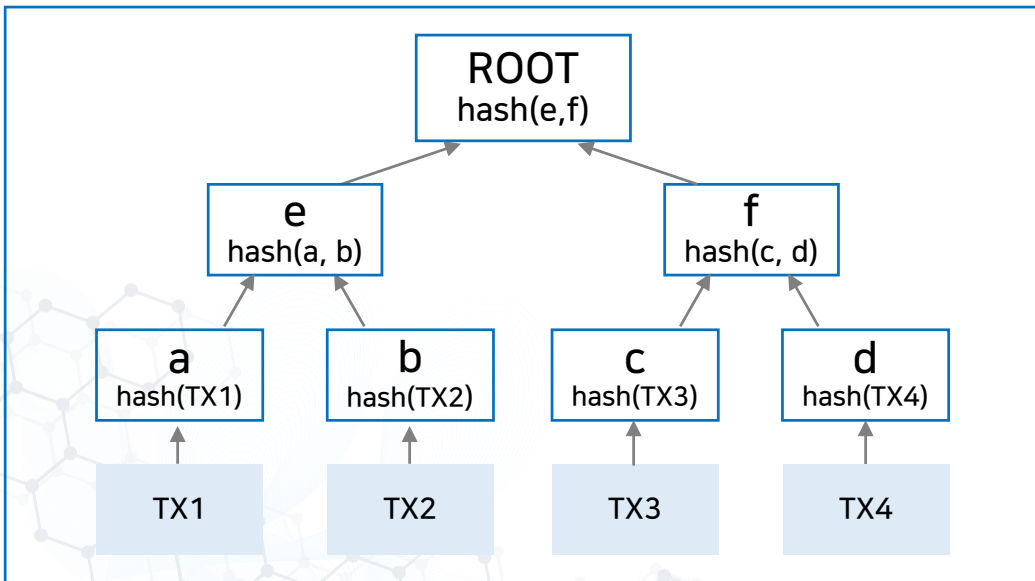 ROOT
hash(e,f)
e
hash(a, b)
f
hash(c, d)
a
hash(TX1)
b
hash(TX2)
c
hash(TX3)
d
hash(TX4)
TX1
TX2
TX3
TX4